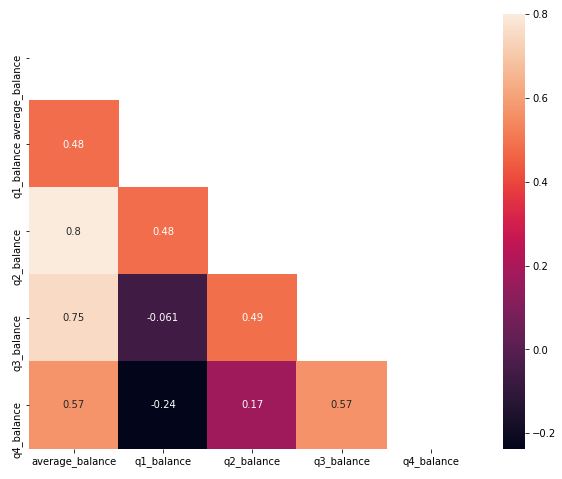 average_balance
q1_balance
0.48
q2_balance
0.8 0.48
q3_balance
0.75 -0.061 0.49
q4_balance
0.57 -0.24 0.17 0.57
average_balance q1_balance q2_balance q3_balance q4_balance
0.8
0.6
0.4
0.2
0.0
-0.2